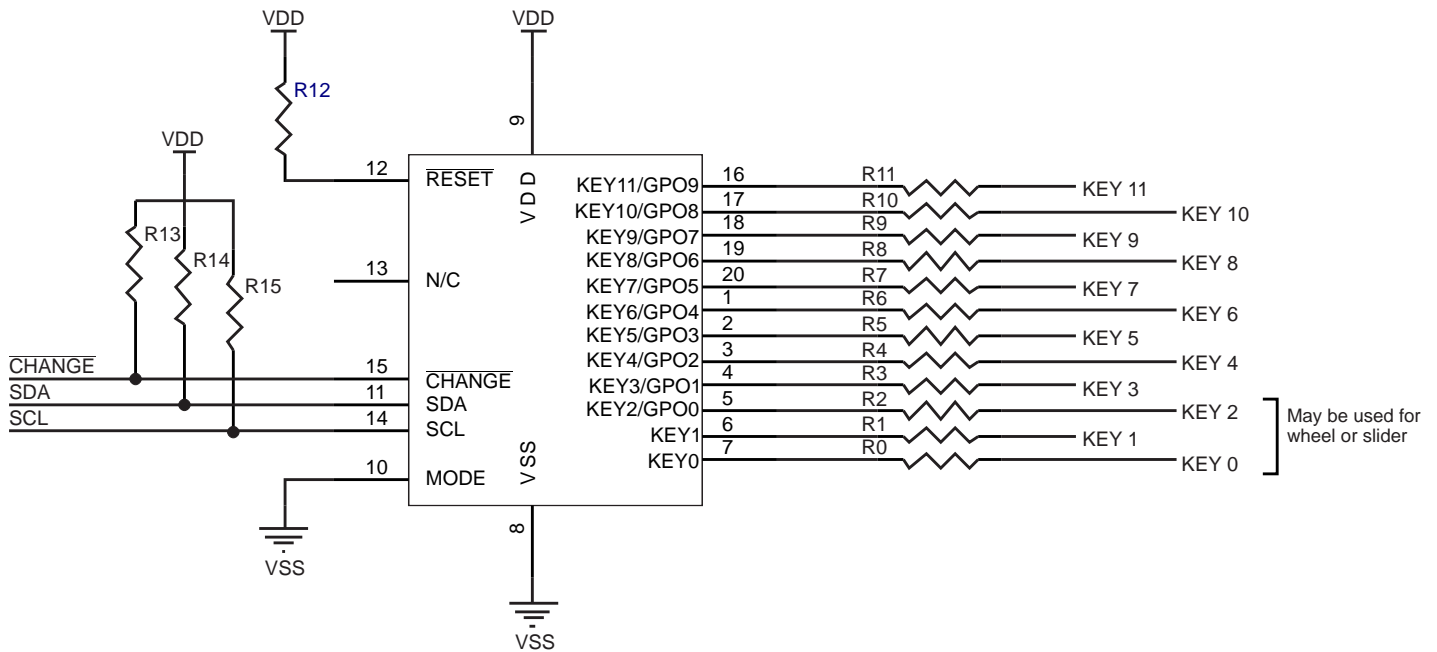 VDD
VDD
R12
VDD
9
12
RESET
VDD
KEY11/GPO9
16
R11
KEY 11
KEY10/GPO8
17
R10
KEY 10
KEY9/GPO7
18
R9
KEY 9
KEY8/GPO6
19
R8
KEY 8
KEY7/GPO5
20
R7
KEY 7
KEY6/GPO4
1
R6
KEY 6
KEY5/GPO3
2
R5
KEY 5
KEY4/GPO2
3
R4
KEY 4
KEY3/GPO1
4
R3
KEY 3
KEY2/GPO0
5
R2
KEY 2
KEY1
6
R1
KEY 1
KEY0
7
R0
KEY 0
May be used for
wheel or slider
R13
R14
R15
13
N/C
CHANGE
15
CHANGE
SDA
11
SDA
SCL
14
SCL
10
MODE
VSS
8
VSS
VSS